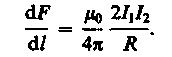 dF/dl = μ₀/4π 2I₁I₂/R.